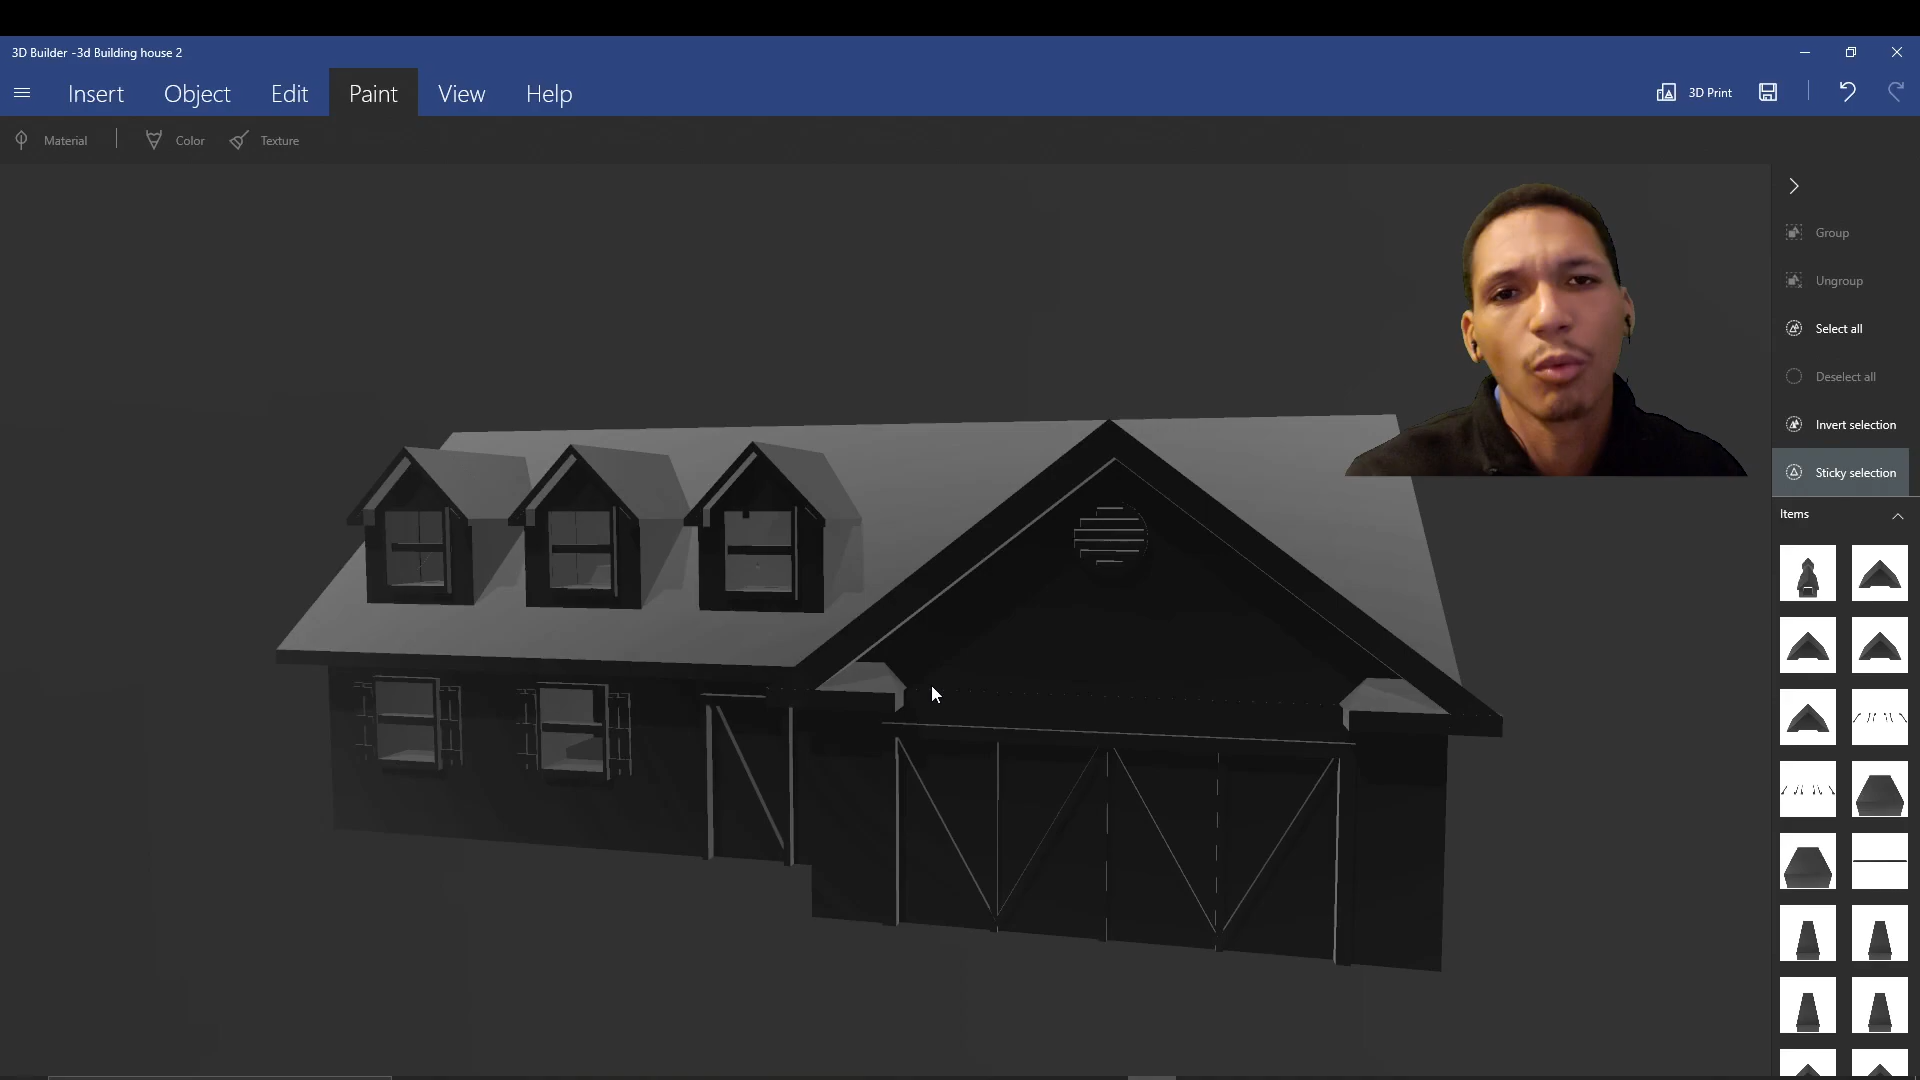 3D Builder -3d Building house 2
Insert Object Edit Paint View Help
3D Print
Material Color Texture
Group
Ungroup
Select all
Deselect all
Invert selection
Sticky selection
Items